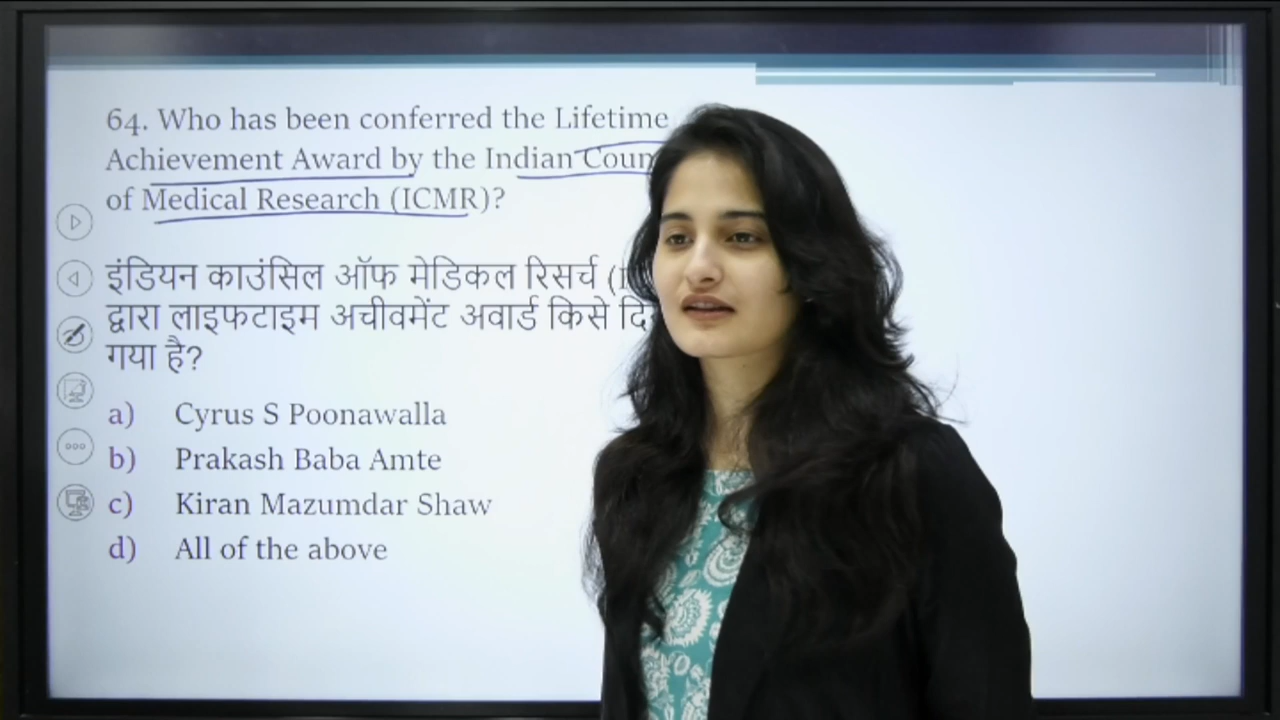 64. Who has been conferred the Lifetime
Achievement Award by the Indian
of Medical Research (ICMR)?
इंडियन काउंसिल ऑफ मेडिकल रिसर्च
द्वारा लाइफटाइम अचीवमेंट अवार्ड किसे
गया है?
a) Cyrus S Poonawalla
b) Prakash Baba Amte
c) Kiran Mazumdar Shaw
d) All of the above